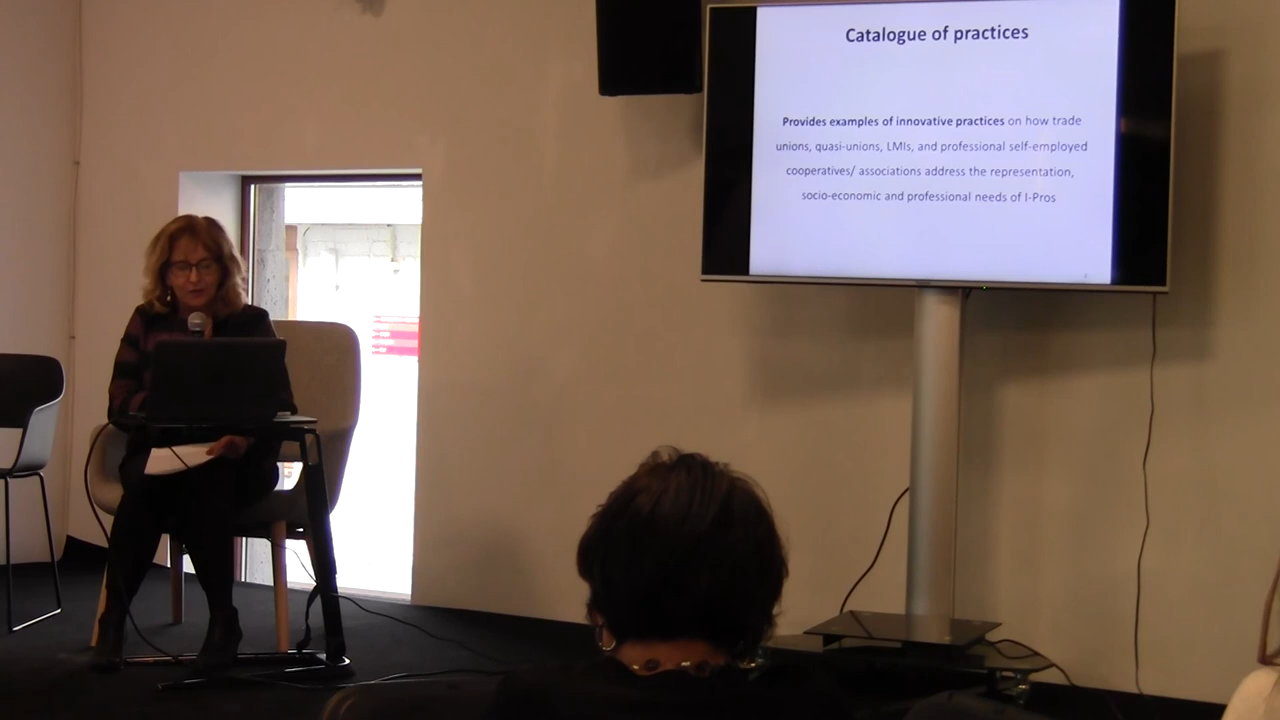 Catalogue of practices
Provides examples of innovative practices on how trade
unions, quasi-unions, LMIs, and professional self-employed
cooperatives/ associations address the representation,
socio-economic and professional needs of I-Pros